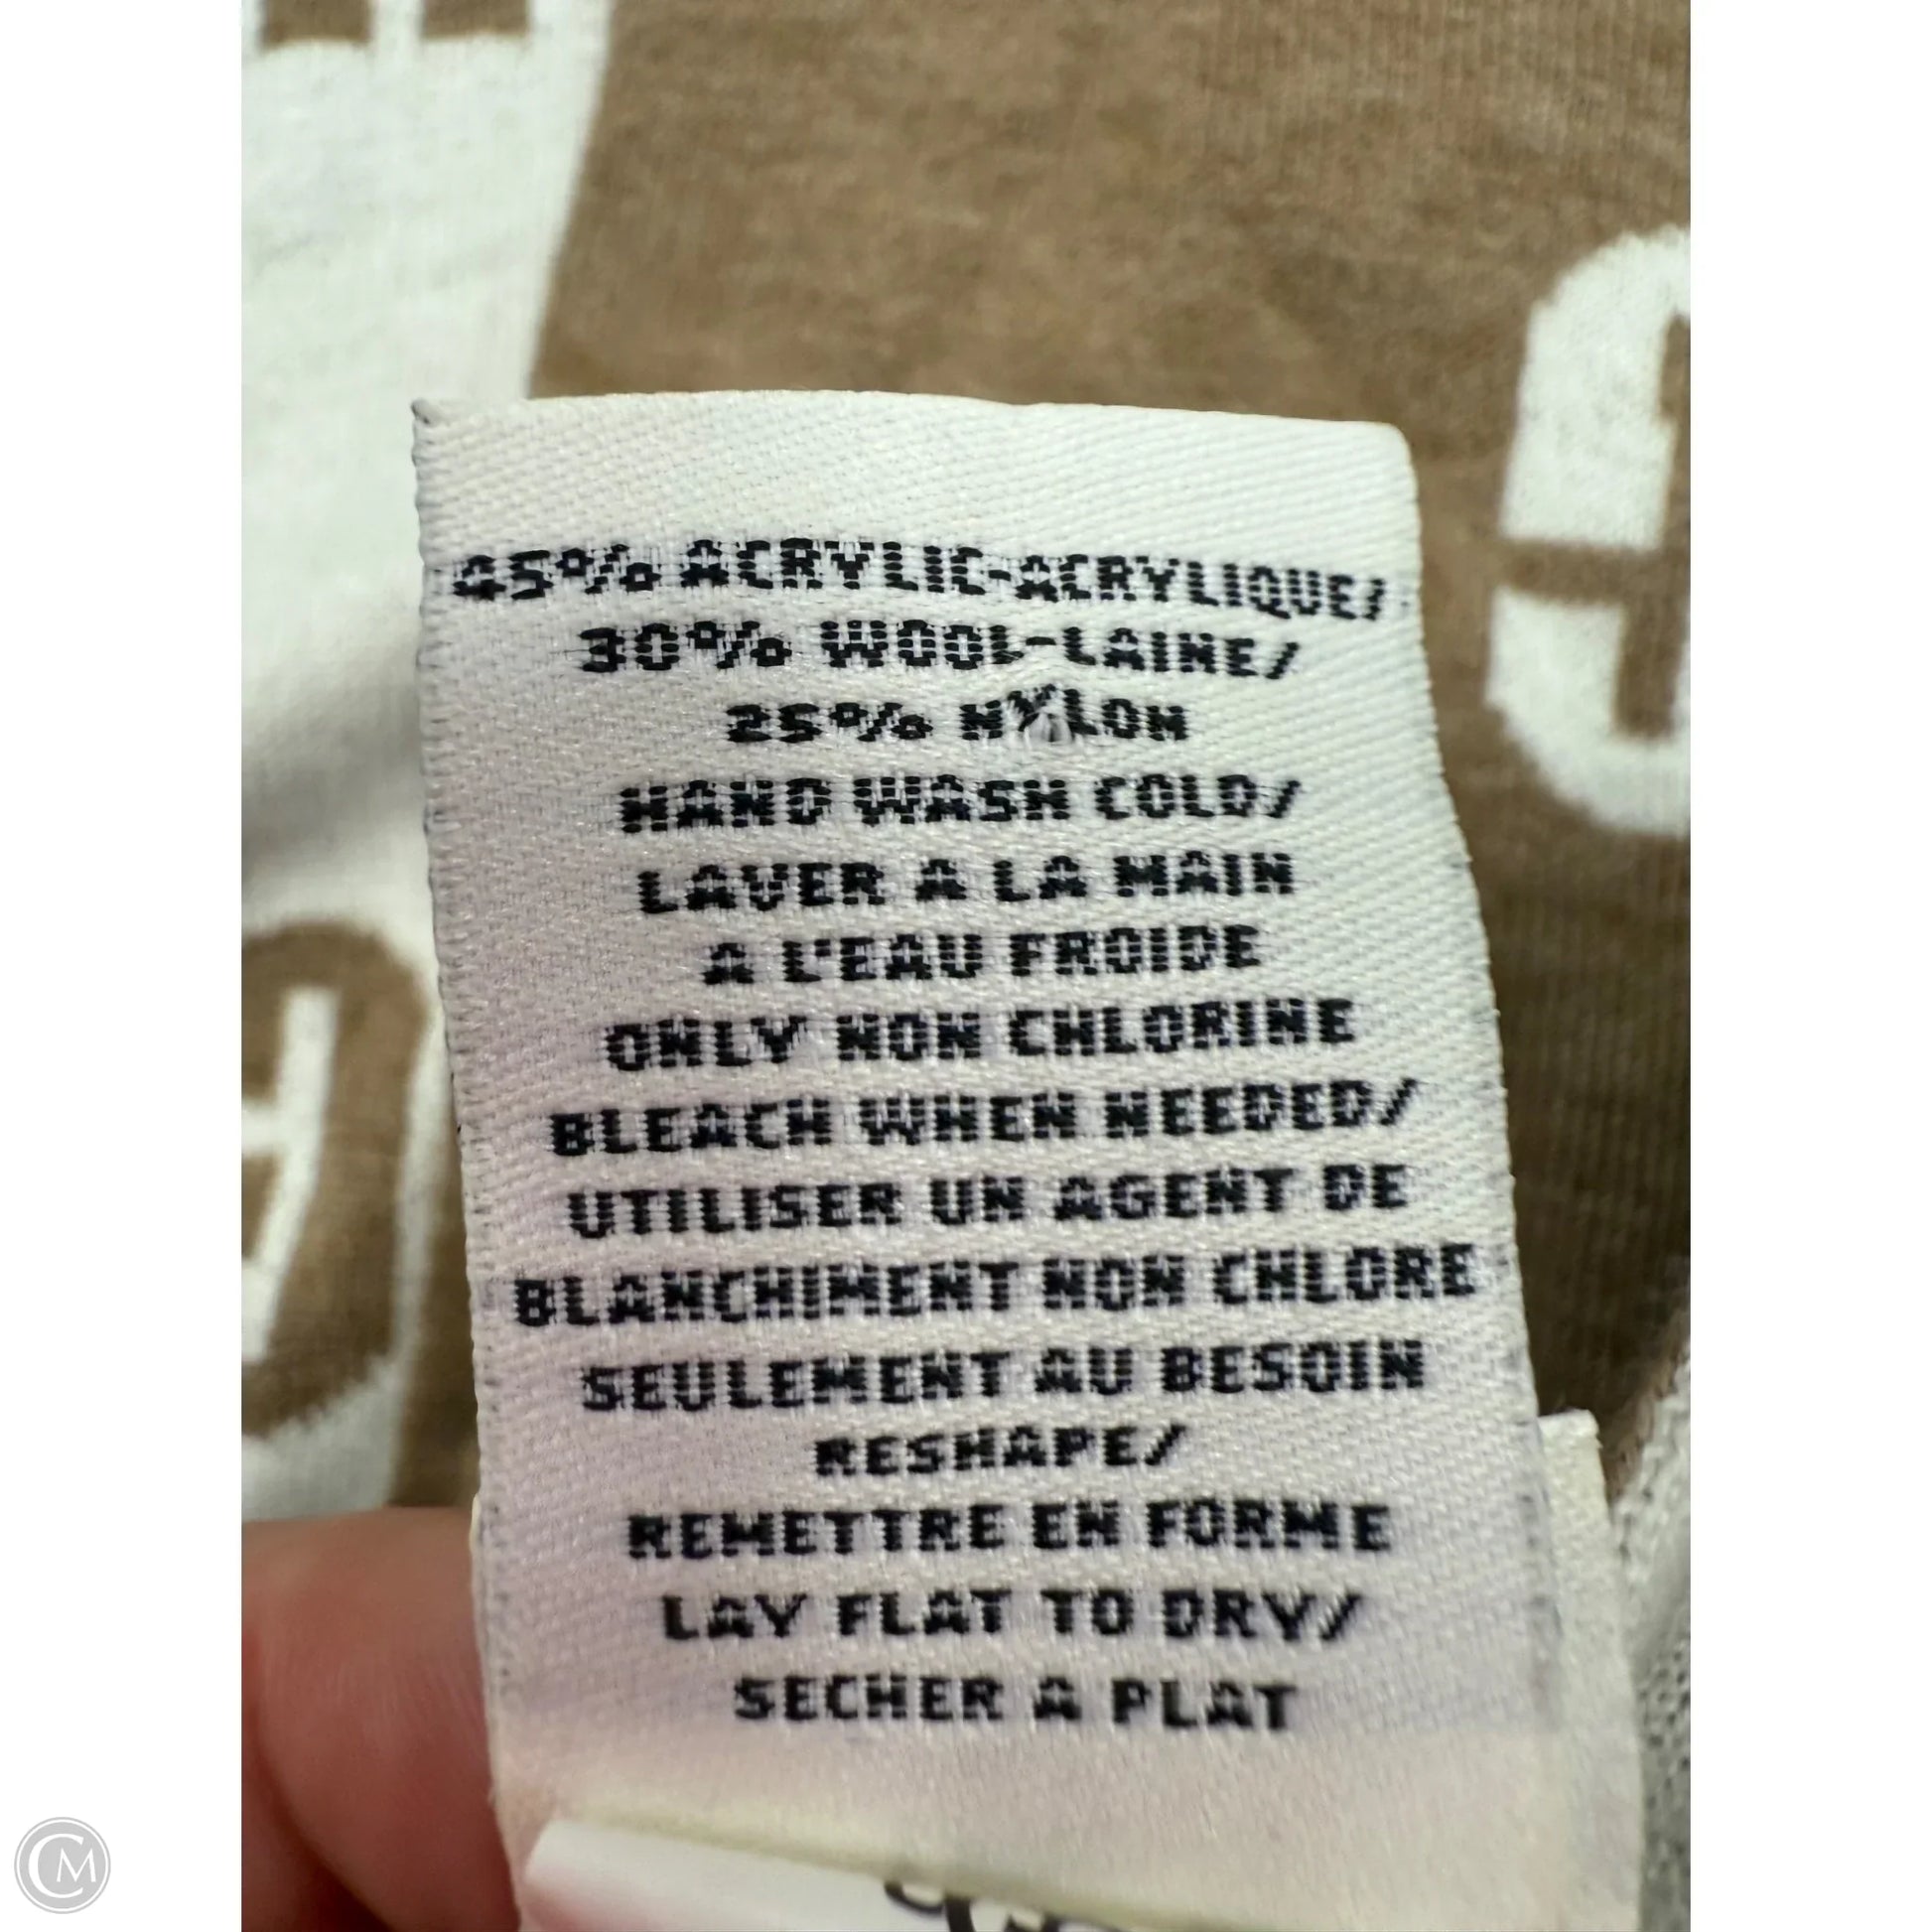 45% ACRYLIC-ACRYLIQUE/
30% WOOL-LAINE/
25% NYLON
HAND WASH COLD/
LAVER A LA MAIN
A L'EAU FROIDE
ONLY NON CHLORINE
BLEACH WHEN NEEDED/
UTILISER UN AGENT DE
BLANCHIMENT NON CHLORE
SEULEMENT AU BESOIN
RESHAPE/
REMETTRE EN FORME
LAY FLAT TO DRY/
SECHER A PLAT
CM